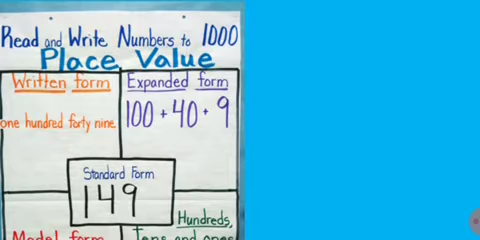 Read and Write Numbers to 1000
Place Value
Written form
Expanded form
one hundred forty nine
100 + 40 + 9
Standard Form
149
Hundreds,
Model form
Tens and ones